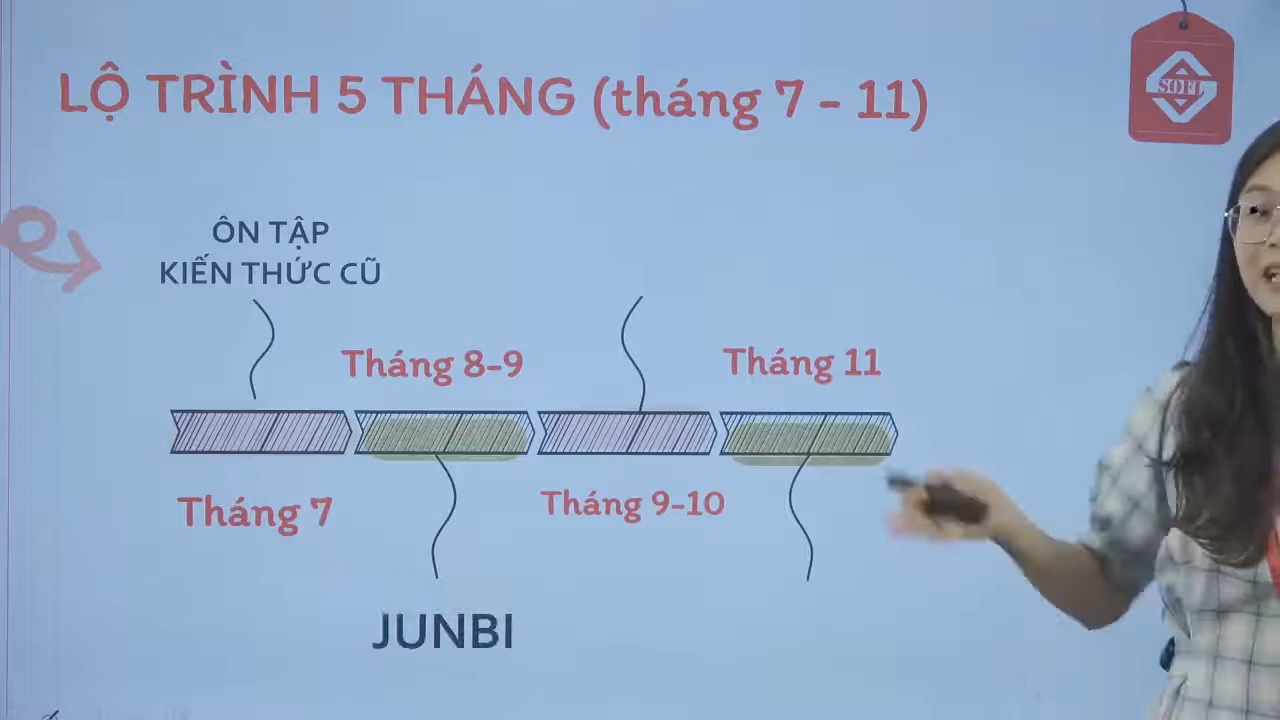 LỘ TRÌNH 5 THÁNG (tháng 7 - 11)
SOFL
ÔN TẬP
KIẾN THỨC CŨ
Tháng 8-9
Tháng 11
Tháng 7
Tháng 9-10
JUNBI